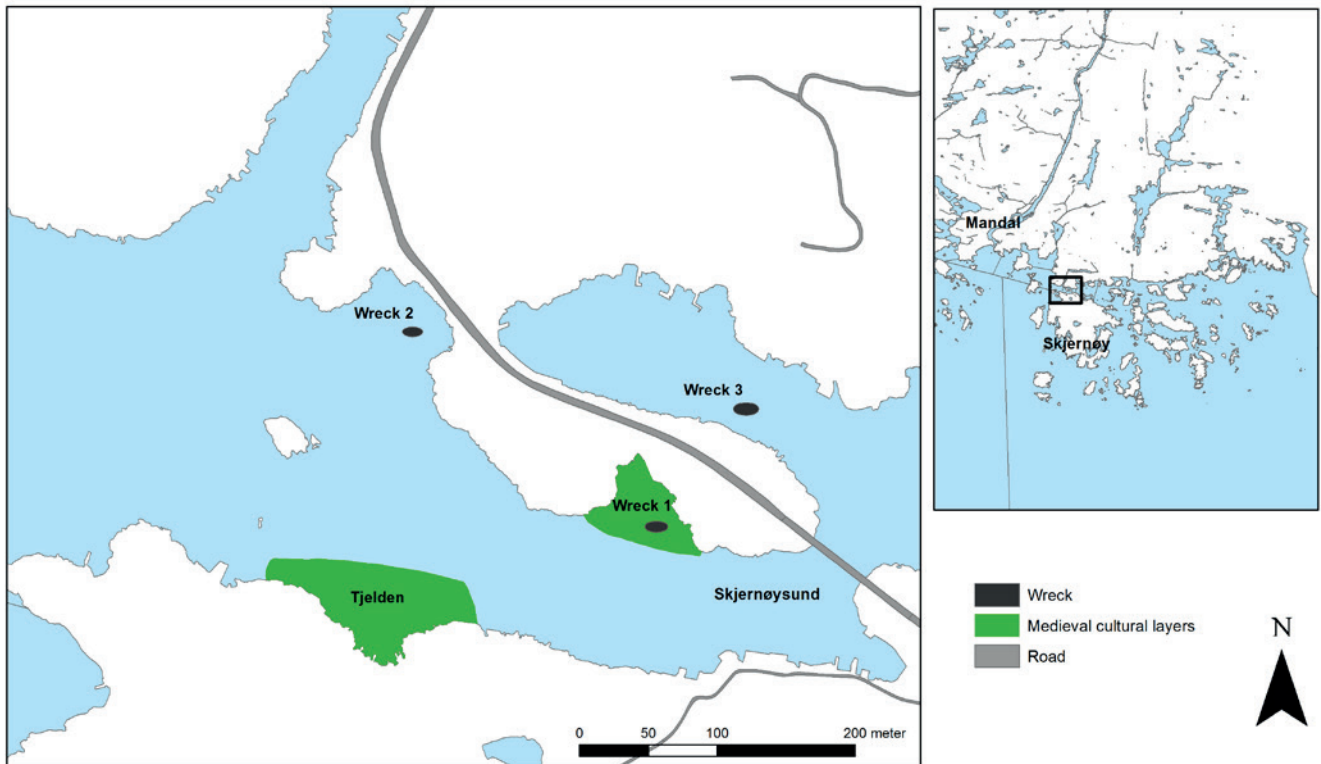 Wreck 2
Wreck 3
Wreck 1
Tjelden
Skjernøysund
0 50 100 200 meter
Mandal
Skjernøy
Wreck
Medieval cultural layers
Road
N